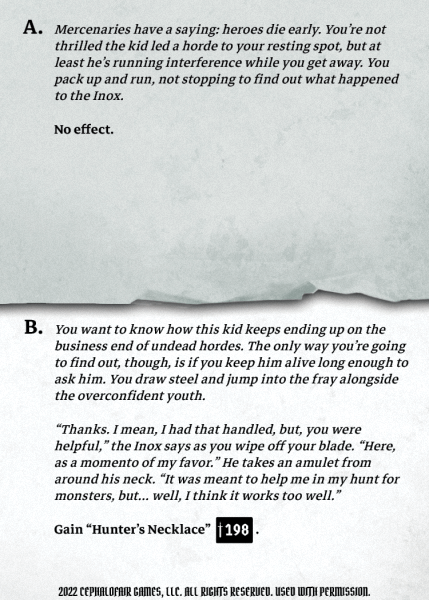 A. Mercenaries have a saying: heroes die early. You're not
thrilled the kid led a horde to your resting spot, but at
least he's running interference while you get away. You
pack up and run, not stopping to find out what happened
to the Inox.
No effect.
B. You want to know how this kid keeps ending up on the
business end of undead hordes. The only way you're going
to find out, though, is if you keep him alive long enough to
ask him. You draw steel and jump into the fray alongside
the overconfident youth.
“Thanks. I mean, I had that handled, but, you were
helpful,” the Inox says as you wipe off your blade. “Here,
as a momento of my favor.” He takes an amulet from
around his neck. “It was meant to help me in my hunt for
monsters, but... well, I think it works too well.”
Gain “Hunter's Necklace” 198 .
2022 CEPHALOFAIR GAMES, LLC. ALL RIGHTS RESERVED. USED WITH PERMISSION.